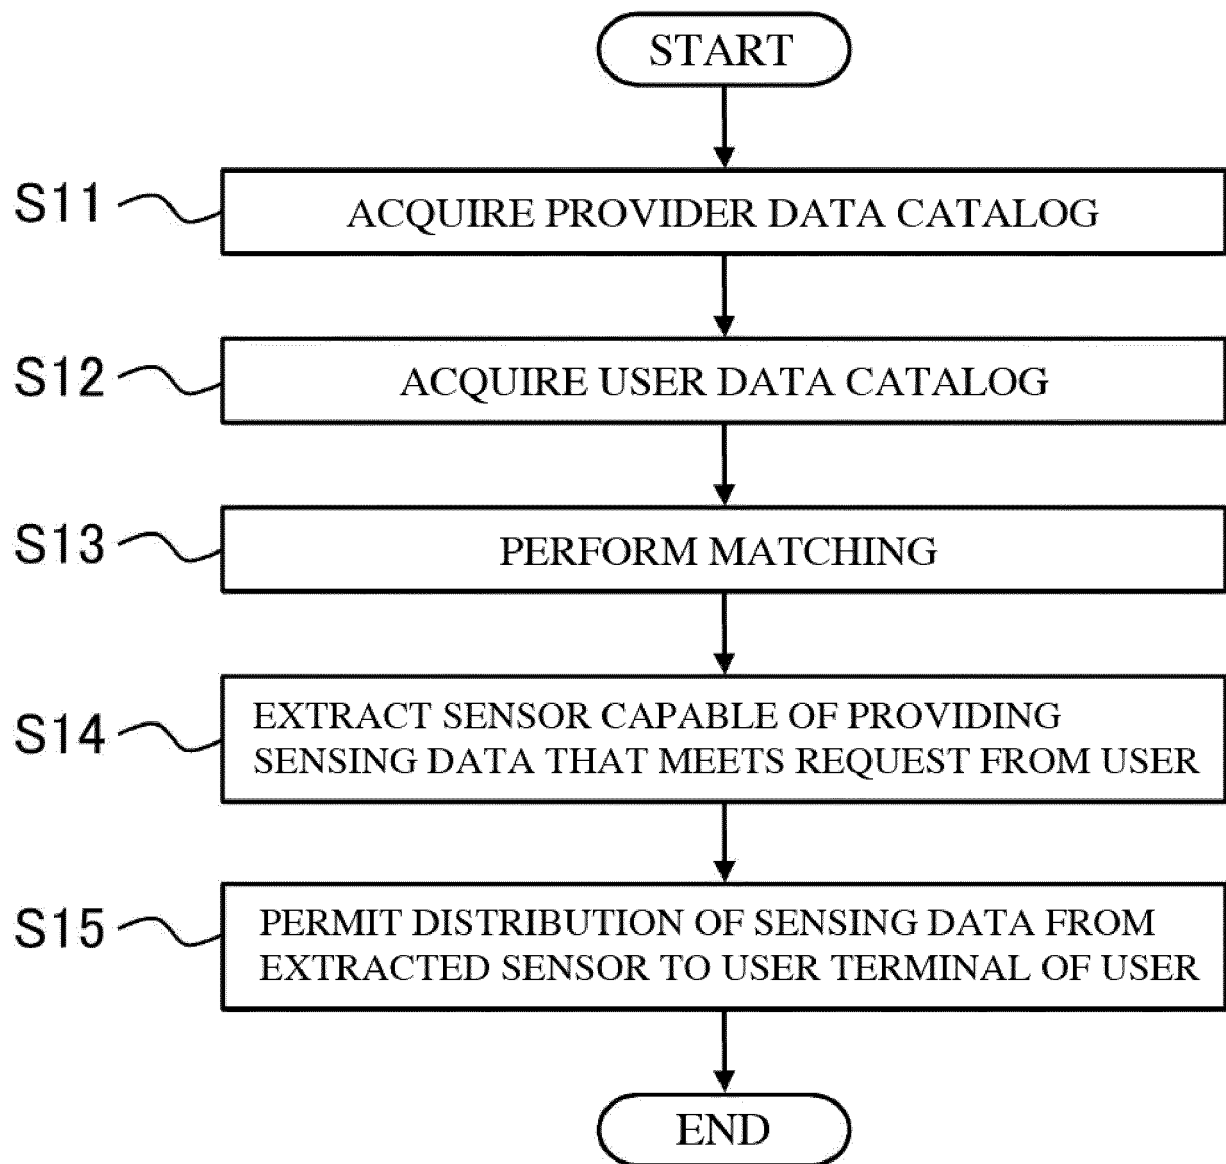 START
S11
ACQUIRE PROVIDER DATA CATALOG
S12
ACQUIRE USER DATA CATALOG
S13
PERFORM MATCHING
S14
EXTRACT SENSOR CAPABLE OF PROVIDING
SENSING DATA THAT MEETS REQUEST FROM USER
S15
PERMIT DISTRIBUTION OF SENSING DATA FROM
EXTRACTED SENSOR TO USER TERMINAL OF USER
END